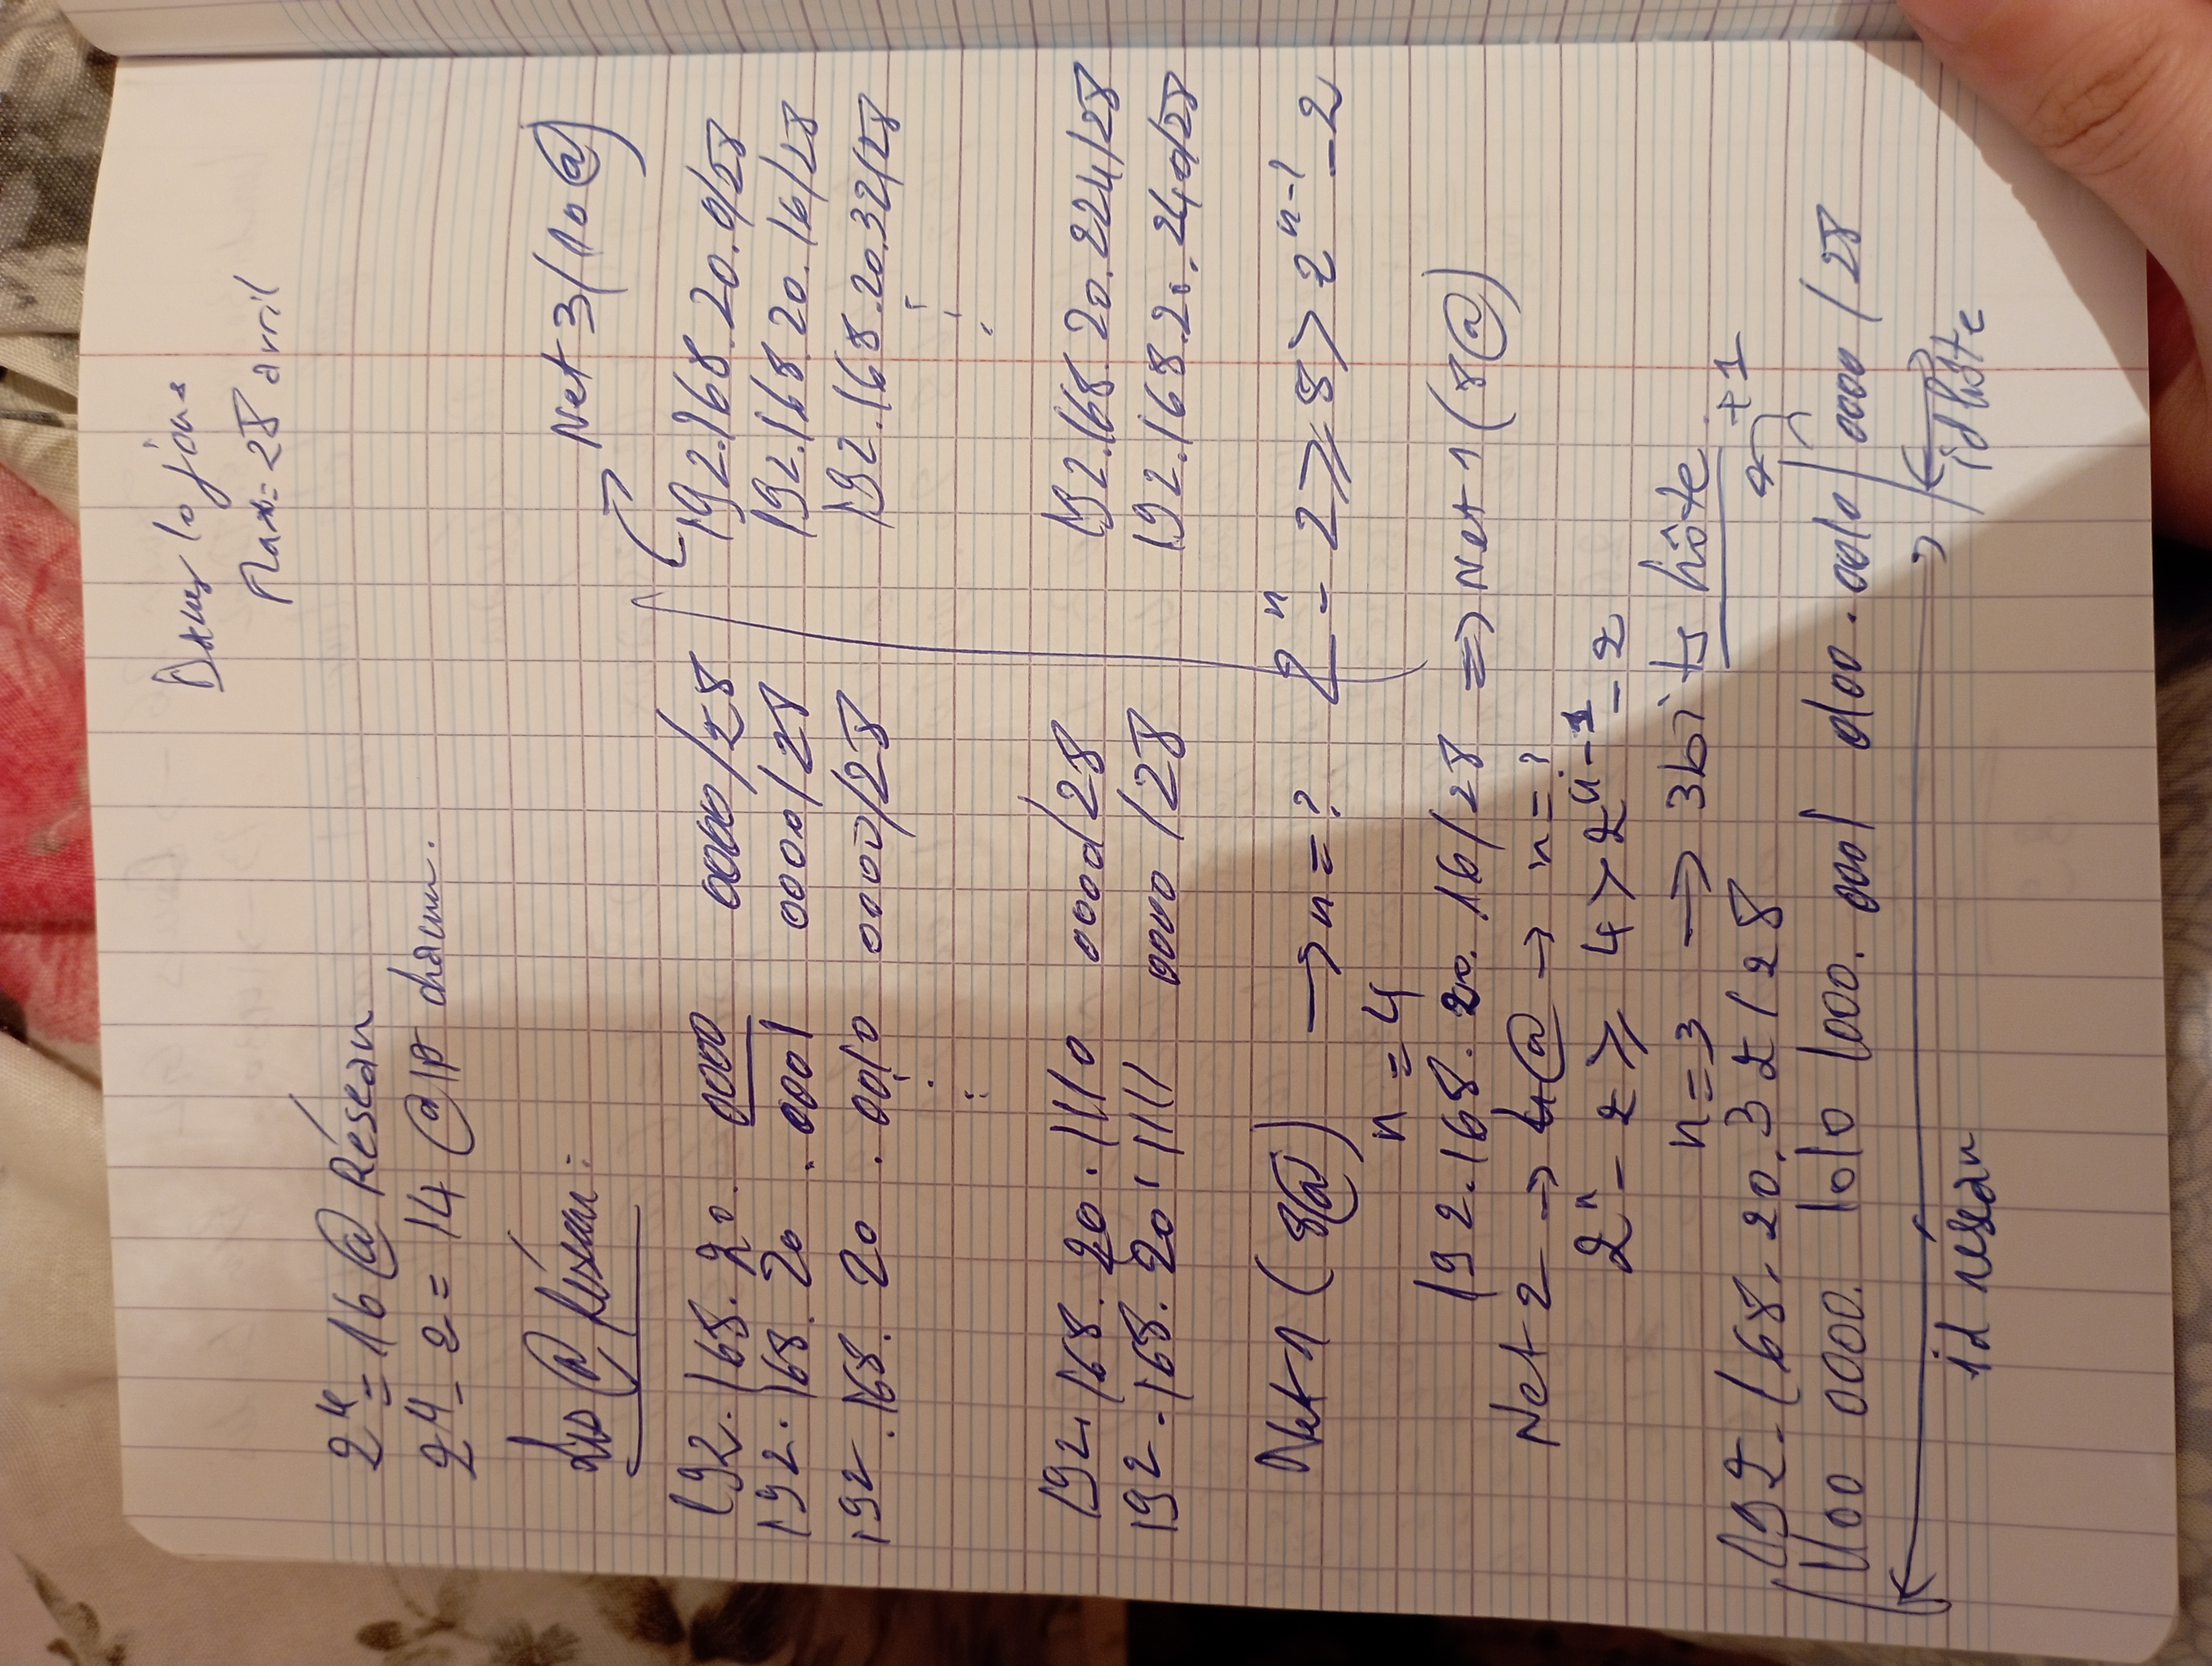 Dans 10 jours
Max = 28 avril
2^4 = 16 @ Réseau
2^4 - 2 = 14 @IP chacun.
Les @ Réseau :
Net 3 (10@)
192.168.20. 0000 0000/28 192.168.20.0/28
192.168.20.0001 0000/28 192.168.20.16/28
192.168.20.0010 0000/28 192.168.20.32/28
192.168.20.1110 0000/28 192.168.20.224/28
192.168.20.1111 0000/28 192.168.20.240/28
Net 1 (8@) → n = ? 2^n - 2 ≥ 8 > 2^n-1 - 2
n = 4
192.168.20.16/28 => Net 1 (8@)
Net 2 → 4@ → n = ?
2^n - 2 ≥ 4 > 2^n-1 - 2
n = 3 → 3 bits hôte
+1
192.168.20.32/28
1100 0000. 1010 1000. 0001 0100. 0010 | 0000 /28
id réseau id hôte